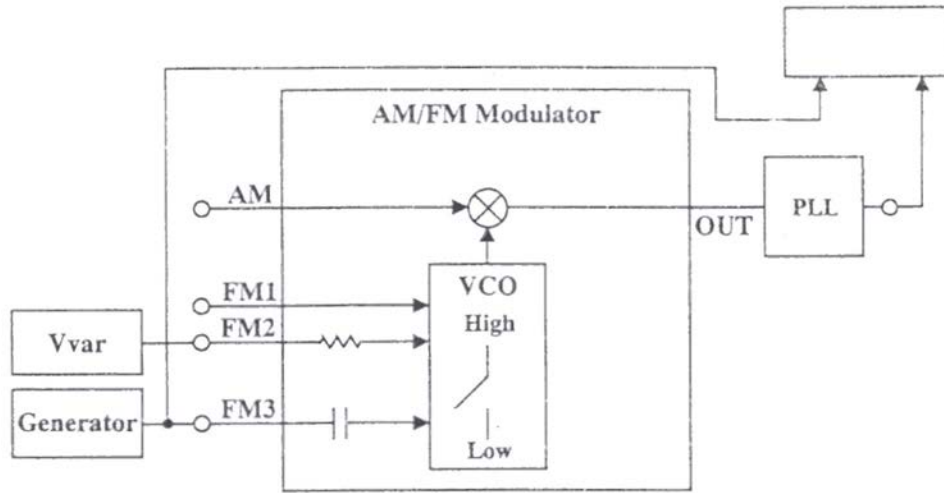 AM/FM Modulator
AM
OUT
PLL
FM1
VCO
FM2
High
Vvar
Generator
FM3
Low